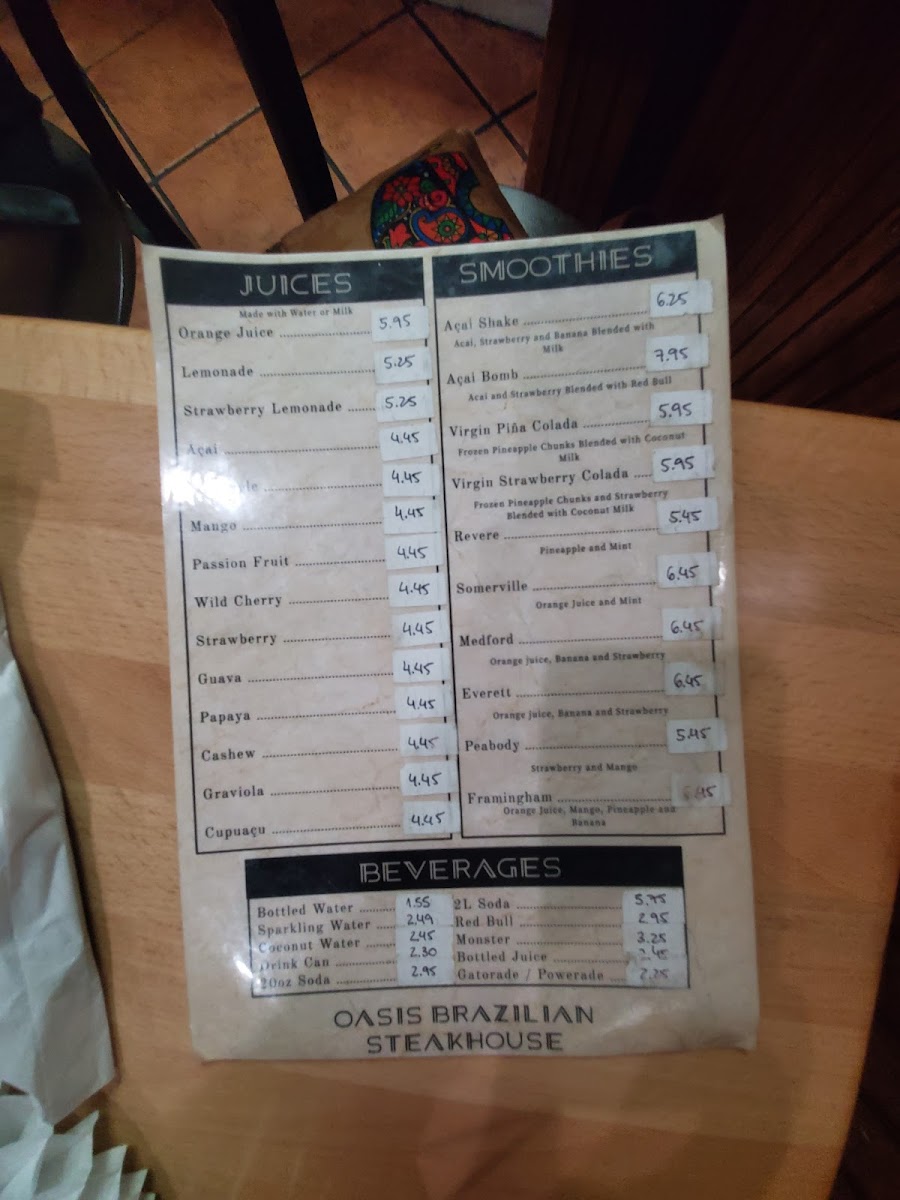 JUICES
Made with Water or Milk
Orange Juice 5.95
Lemonade 5.25
Strawberry Lemonade 5.25
Açai 4.45
4.45
Mango 4.45
Passion Fruit 4.45
Wild Cherry 4.45
Strawberry 4.45
Guava 4.45
Papaya 4.45
Cashew 4.45
Graviola 4.45
Cupuaçu 4.45
SMOOTHIES
Açai Shake 6.25
Acai, Strawberry and Banana Blended with
Milk
Açai Bomb 7.95
Acai and Strawberry Blended with Red Bull
Virgin Piña Colada 5.95
Frozen Pineapple Chunks Blended with Coconut
Milk
Virgin Strawberry Colada 5.95
Frozen Pineapple Chunks and Strawberry
Blended with Coconut Milk
Revere 5.45
Pineapple and Mint
Somerville 6.45
Orange Juice and Mint
Medford 6.45
Orange juice, Banana and Strawberry
Everett 6.45
Orange Juice, Banana and Strawberry
Peabody 5.45
Strawberry and Mango
Framingham
Orange Juice, Mango, Pineapple and
Banana
BEVERAGES
Bottled Water 1.55
Sparkling Water 2.49
Coconut Water 2.45
Drink Can 2.30
20oz Soda 2.95
2L Soda
Red Bull 2.95
Monster 3.25
Bottled Juice
Gatorade / Powerade 2.25
OASIS BRAZILIAN
STEAKHOUSE